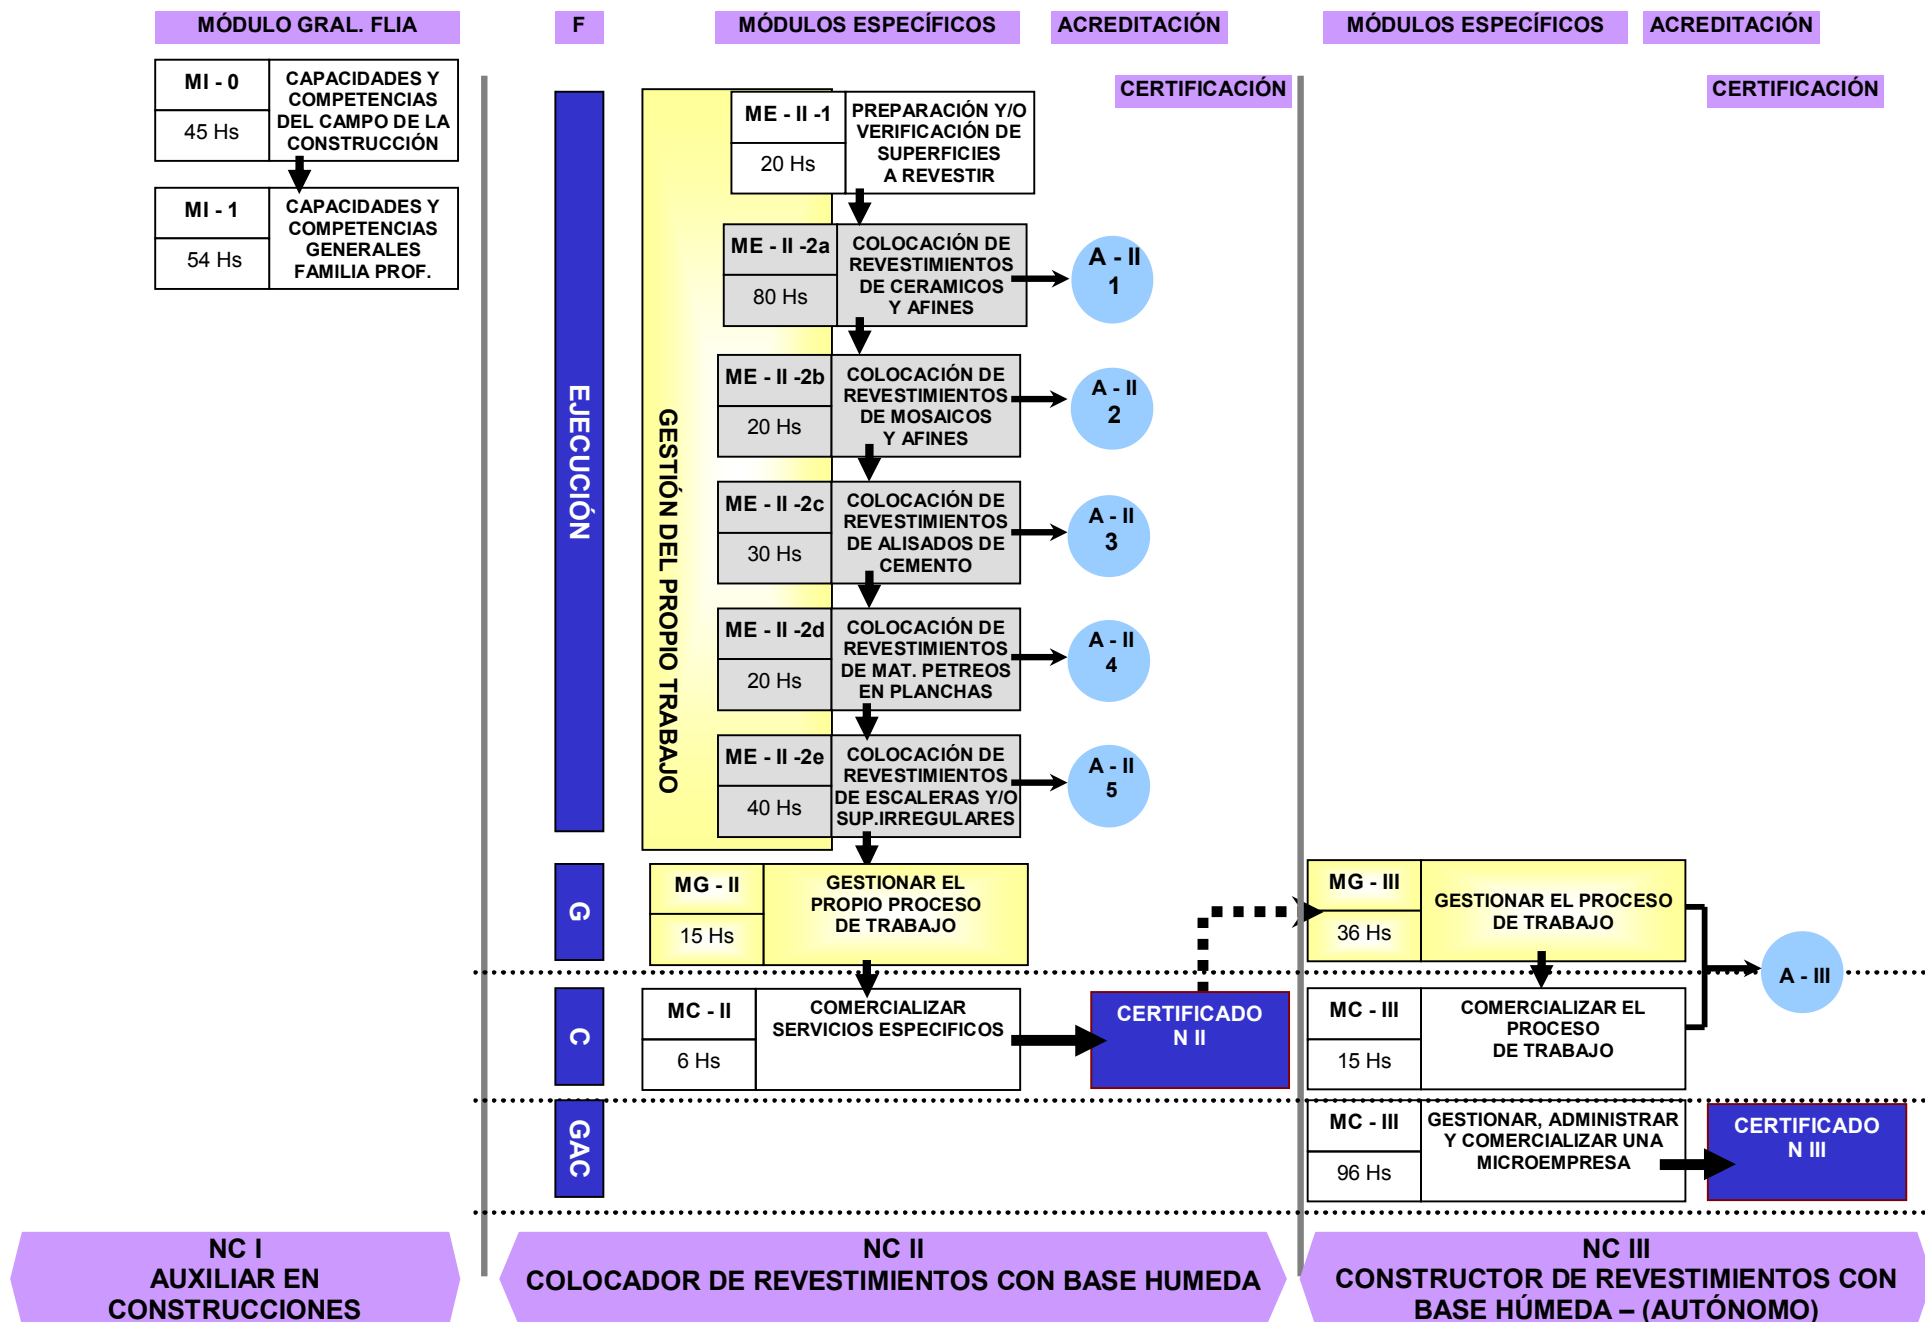 MÓDULO GRAL. FLIA
F
MÓDULOS ESPECÍFICOS
ACREDITACIÓN
MÓDULOS ESPECÍFICOS
ACREDITACIÓN
CERTIFICACIÓN
CERTIFICACIÓN
MI - 0
45 Hs
CAPACIDADES Y
COMPETENCIAS
DEL CAMPO DE LA
CONSTRUCCIÓN
MI - 1
54 Hs
CAPACIDADES Y
COMPETENCIAS
GENERALES
FAMILIA PROF.
EJECUCIÓN
GESTIÓN DEL PROPIO TRABAJO
ME - II -1
20 Hs
PREPARACIÓN Y/O
VERIFICACIÓN DE
SUPERFICIES
A REVESTIR
ME - II -2a
80 Hs
COLOCACIÓN DE
REVESTIMIENTOS
DE CERAMICOS
Y AFINES
A - II
1
ME - II -2b
20 Hs
COLOCACIÓN DE
REVESTIMIENTOS
DE MOSAICOS
Y AFINES
A - II
2
ME - II -2c
30 Hs
COLOCACIÓN DE
REVESTIMIENTOS
DE ALISADOS DE
CEMENTO
A - II
3
ME - II -2d
20 Hs
COLOCACIÓN DE
REVESTIMIENTOS
DE MAT. PETREOS
EN PLANCHAS
A - II
4
ME - II -2e
40 Hs
COLOCACIÓN DE
REVESTIMIENTOS
DE ESCALERAS Y/O
SUP.IRREGULARES
A - II
5
G
MG - II
15 Hs
GESTIONAR EL
PROPIO PROCESO
DE TRABAJO
MG - III
36 Hs
GESTIONAR EL PROCESO
DE TRABAJO
A - III
C
MC - II
6 Hs
COMERCIALIZAR
SERVICIOS ESPECIFICOS
CERTIFICADO
N II
MC - III
15 Hs
COMERCIALIZAR EL
PROCESO
DE TRABAJO
GAC
MC - III
96 Hs
GESTIONAR, ADMINISTRAR
Y COMERCIALIZAR UNA
MICROEMPRESA
CERTIFICADO
N III
NC I
AUXILIAR EN
CONSTRUCCIONES
NC II
COLOCADOR DE REVESTIMIENTOS CON BASE HUMEDA
NC III
CONSTRUCTOR DE REVESTIMIENTOS CON
BASE HÚMEDA – (AUTÓNOMO)